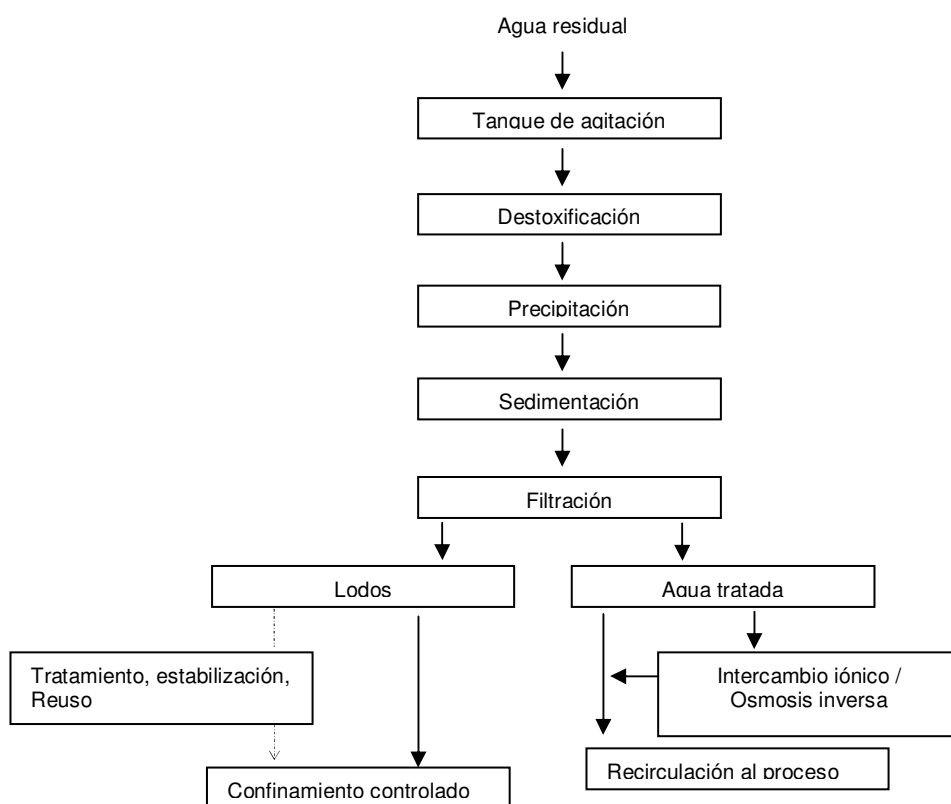 Agua residual
Tanque de agitación
Destoxificación
Precipitación
Sedimentación
Filtración
Lodos
Agua tratada
Tratamiento, estabilización,
Reuso
Intercambio iónico /
Osmosis inversa
Recirculación al proceso
Confinamiento controlado